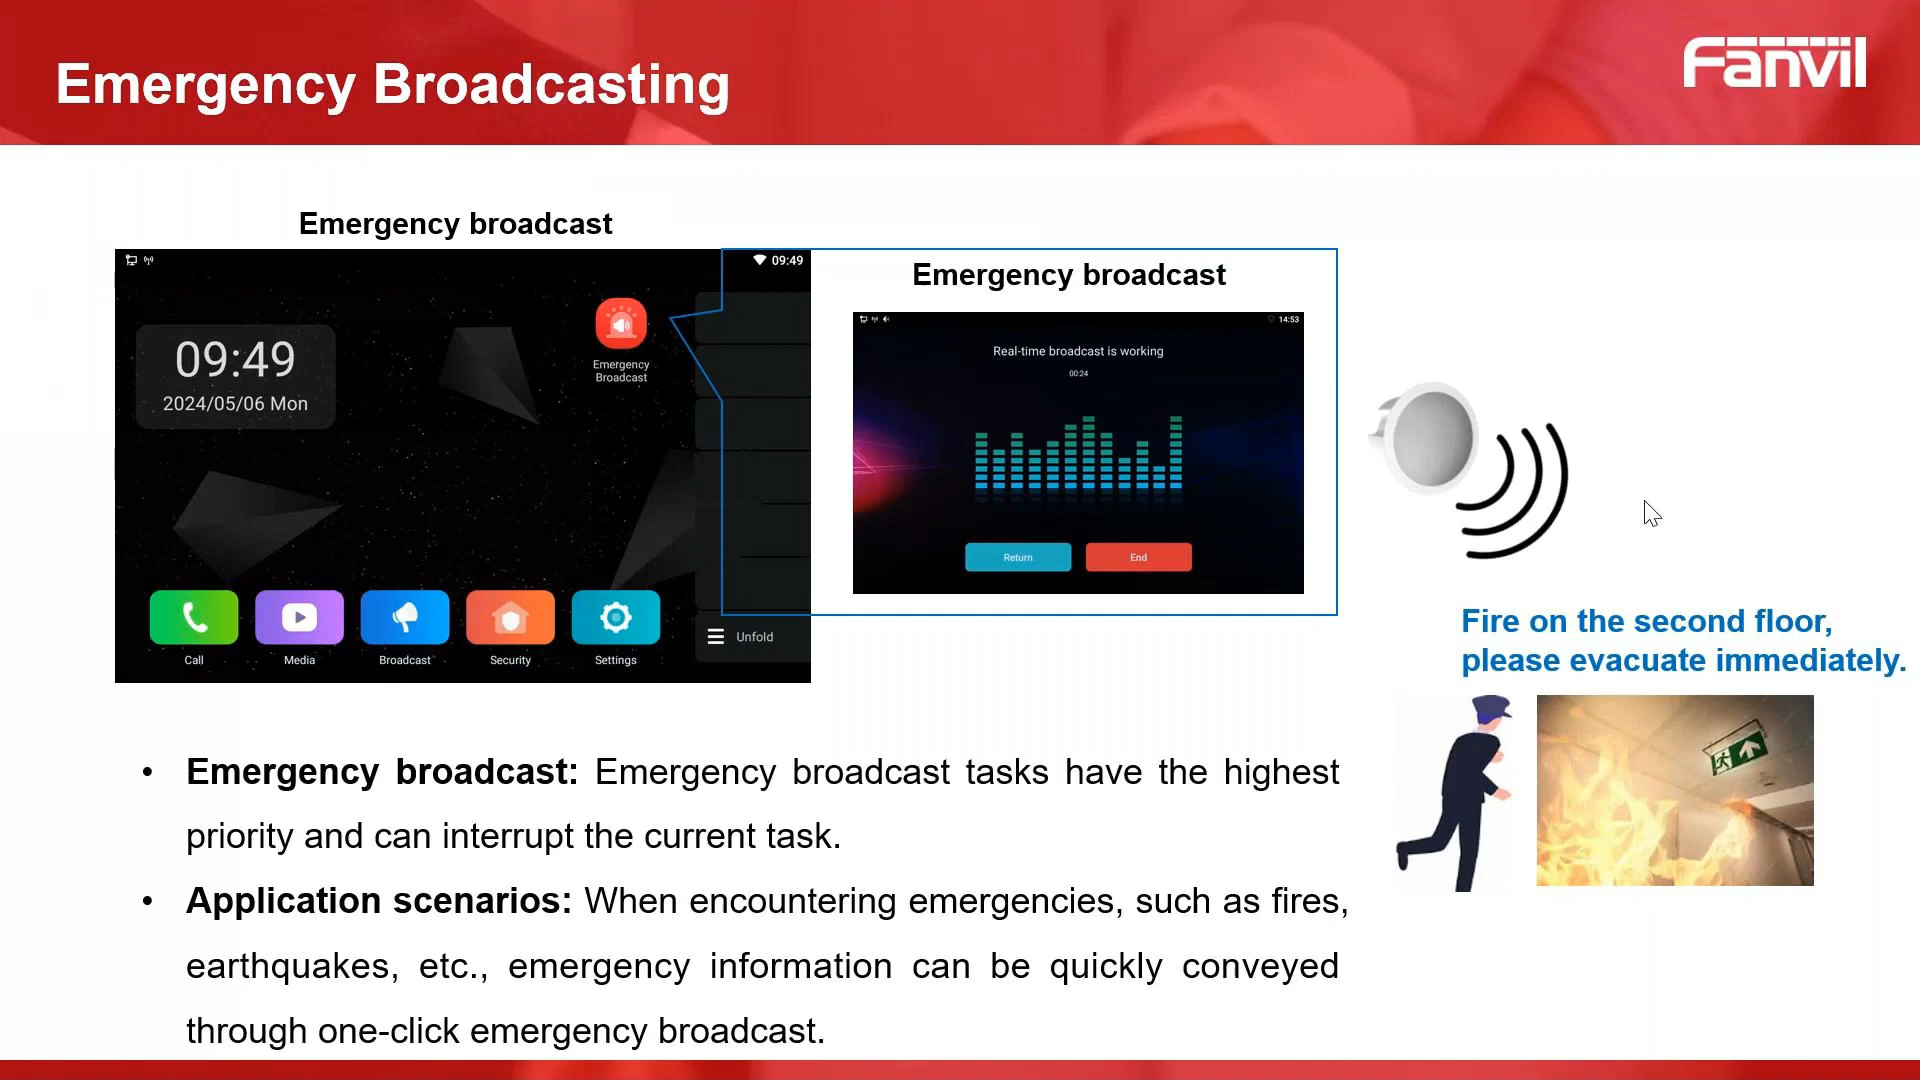 Emergency Broadcasting
Fanvil
Emergency broadcast
09:49
09:49
2024/05/06 Mon
Emergency
Broadcast
Call
Media
Broadcast
Security
Settings
Unfold
Emergency broadcast
14:53
Real-time broadcast is working
00:24
Return
End
Fire on the second floor,
please evacuate immediately.
• Emergency broadcast: Emergency broadcast tasks have the highest
priority and can interrupt the current task.
• Application scenarios: When encountering emergencies, such as fires,
earthquakes, etc., emergency information can be quickly conveyed
through one-click emergency broadcast.